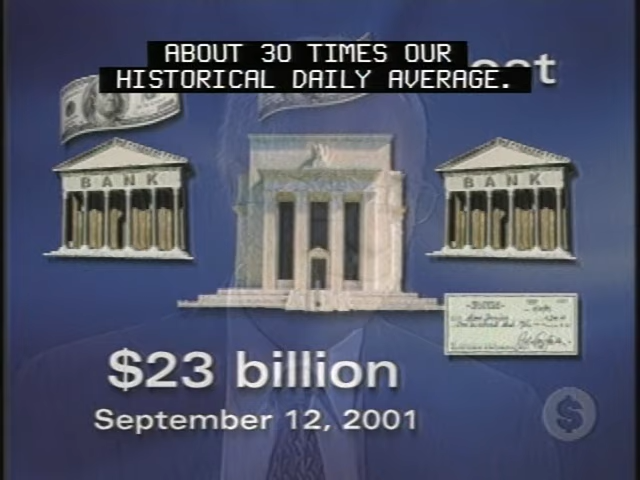 ABOUT 30 TIMES OUR
HISTORICAL DAILY AVERAGE.
BANK
BANK
$23 billion
September 12, 2001
$